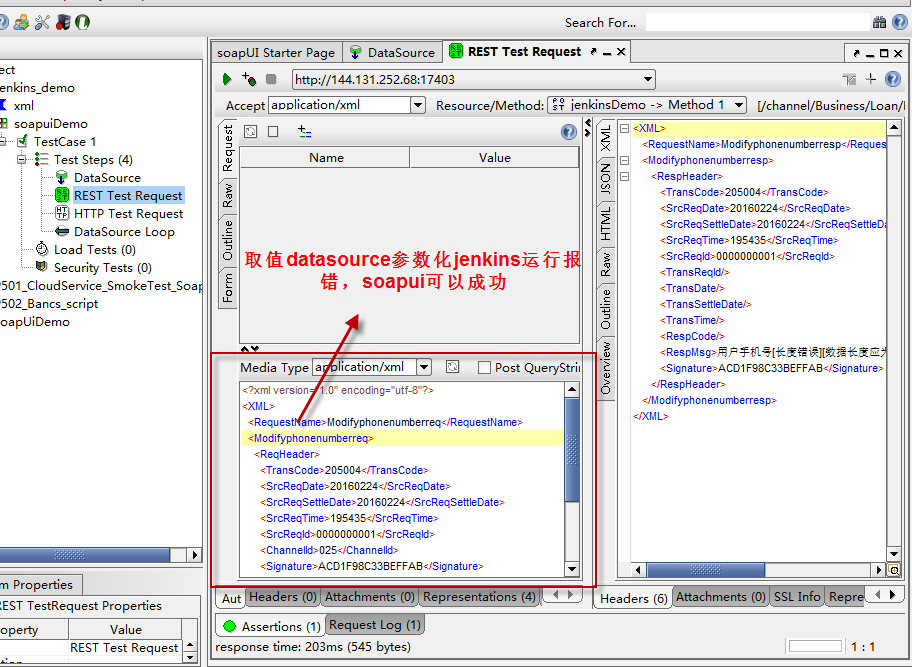 Search For...
ect
enkins_demo
xml
soapuiDemo
TestCase 1
Test Steps (4)
DataSource
REST Test Request
HTTP Test Request
DataSource Loop
Load Tests (0)
Security Tests (0)
501_CloudService_SmokeTest_Soap
502_Bancs_script
oapUiDemo
m Properties
REST TestRequest Properties
operty Value
REST Test Request
soapUI Starter Page DataSource REST Test Request
http://144.131.252.68:17403
Accept application/xml Resource/Method: jenkinsDemo -> Method 1 [/channel/Business/Loan/
Request
Raw
Outline
Form
Name Value
取值datasource参数化jenkins运行报
错，soapui可以成功
Media Type application/xml Post QueryStrin
<?xml version="1.0" encoding="utf-8"?>
<XML>
<RequestName>Modifyphonenumberreq</RequestName>
<Modifyphonenumberreq>
<ReqHeader>
<TransCode>205004</TransCode>
<SrcReqDate>20160224</SrcReqDate>
<SrcReqSettleDate>20160224</SrcReqSettleDate>
<SrcReqTime>195435</SrcReqTime>
<SrcReqId>0000000001</SrcReqId>
<ChannelId>025</ChannelId>
<Signature>ACD1F98C33BEFFAB</Signature>
Aut Headers (0) Attachments (0) Representations (4)
XML
JSON
HTML
Raw
Outline
Overview
<XML>
<RequestName>Modifyphonenumberresp</Reques
<Modifyphonenumberresp>
<RespHeader>
<TransCode>205004</TransCode>
<SrcReqDate>20160224</SrcReqDate>
<SrcReqSettleDate>20160224</SrcReqSettleDa
<SrcReqTime>195435</SrcReqTime>
<SrcReqId>0000000001</SrcReqId>
<TransReqId/>
<TransDate/>
<TransSettleDate/>
<TransTime/>
<RespCode/>
<RespMsg>用户手机号[长度错误][数据长度应为
<Signature>ACD1F98C33BEFFAB</Signature>
</RespHeader>
</Modifyphonenumberresp>
</XML>
Headers (6) Attachments (0) SSL Info Repre
Assertions (1) Request Log (1)
response time: 203ms (545 bytes)
1 : 1